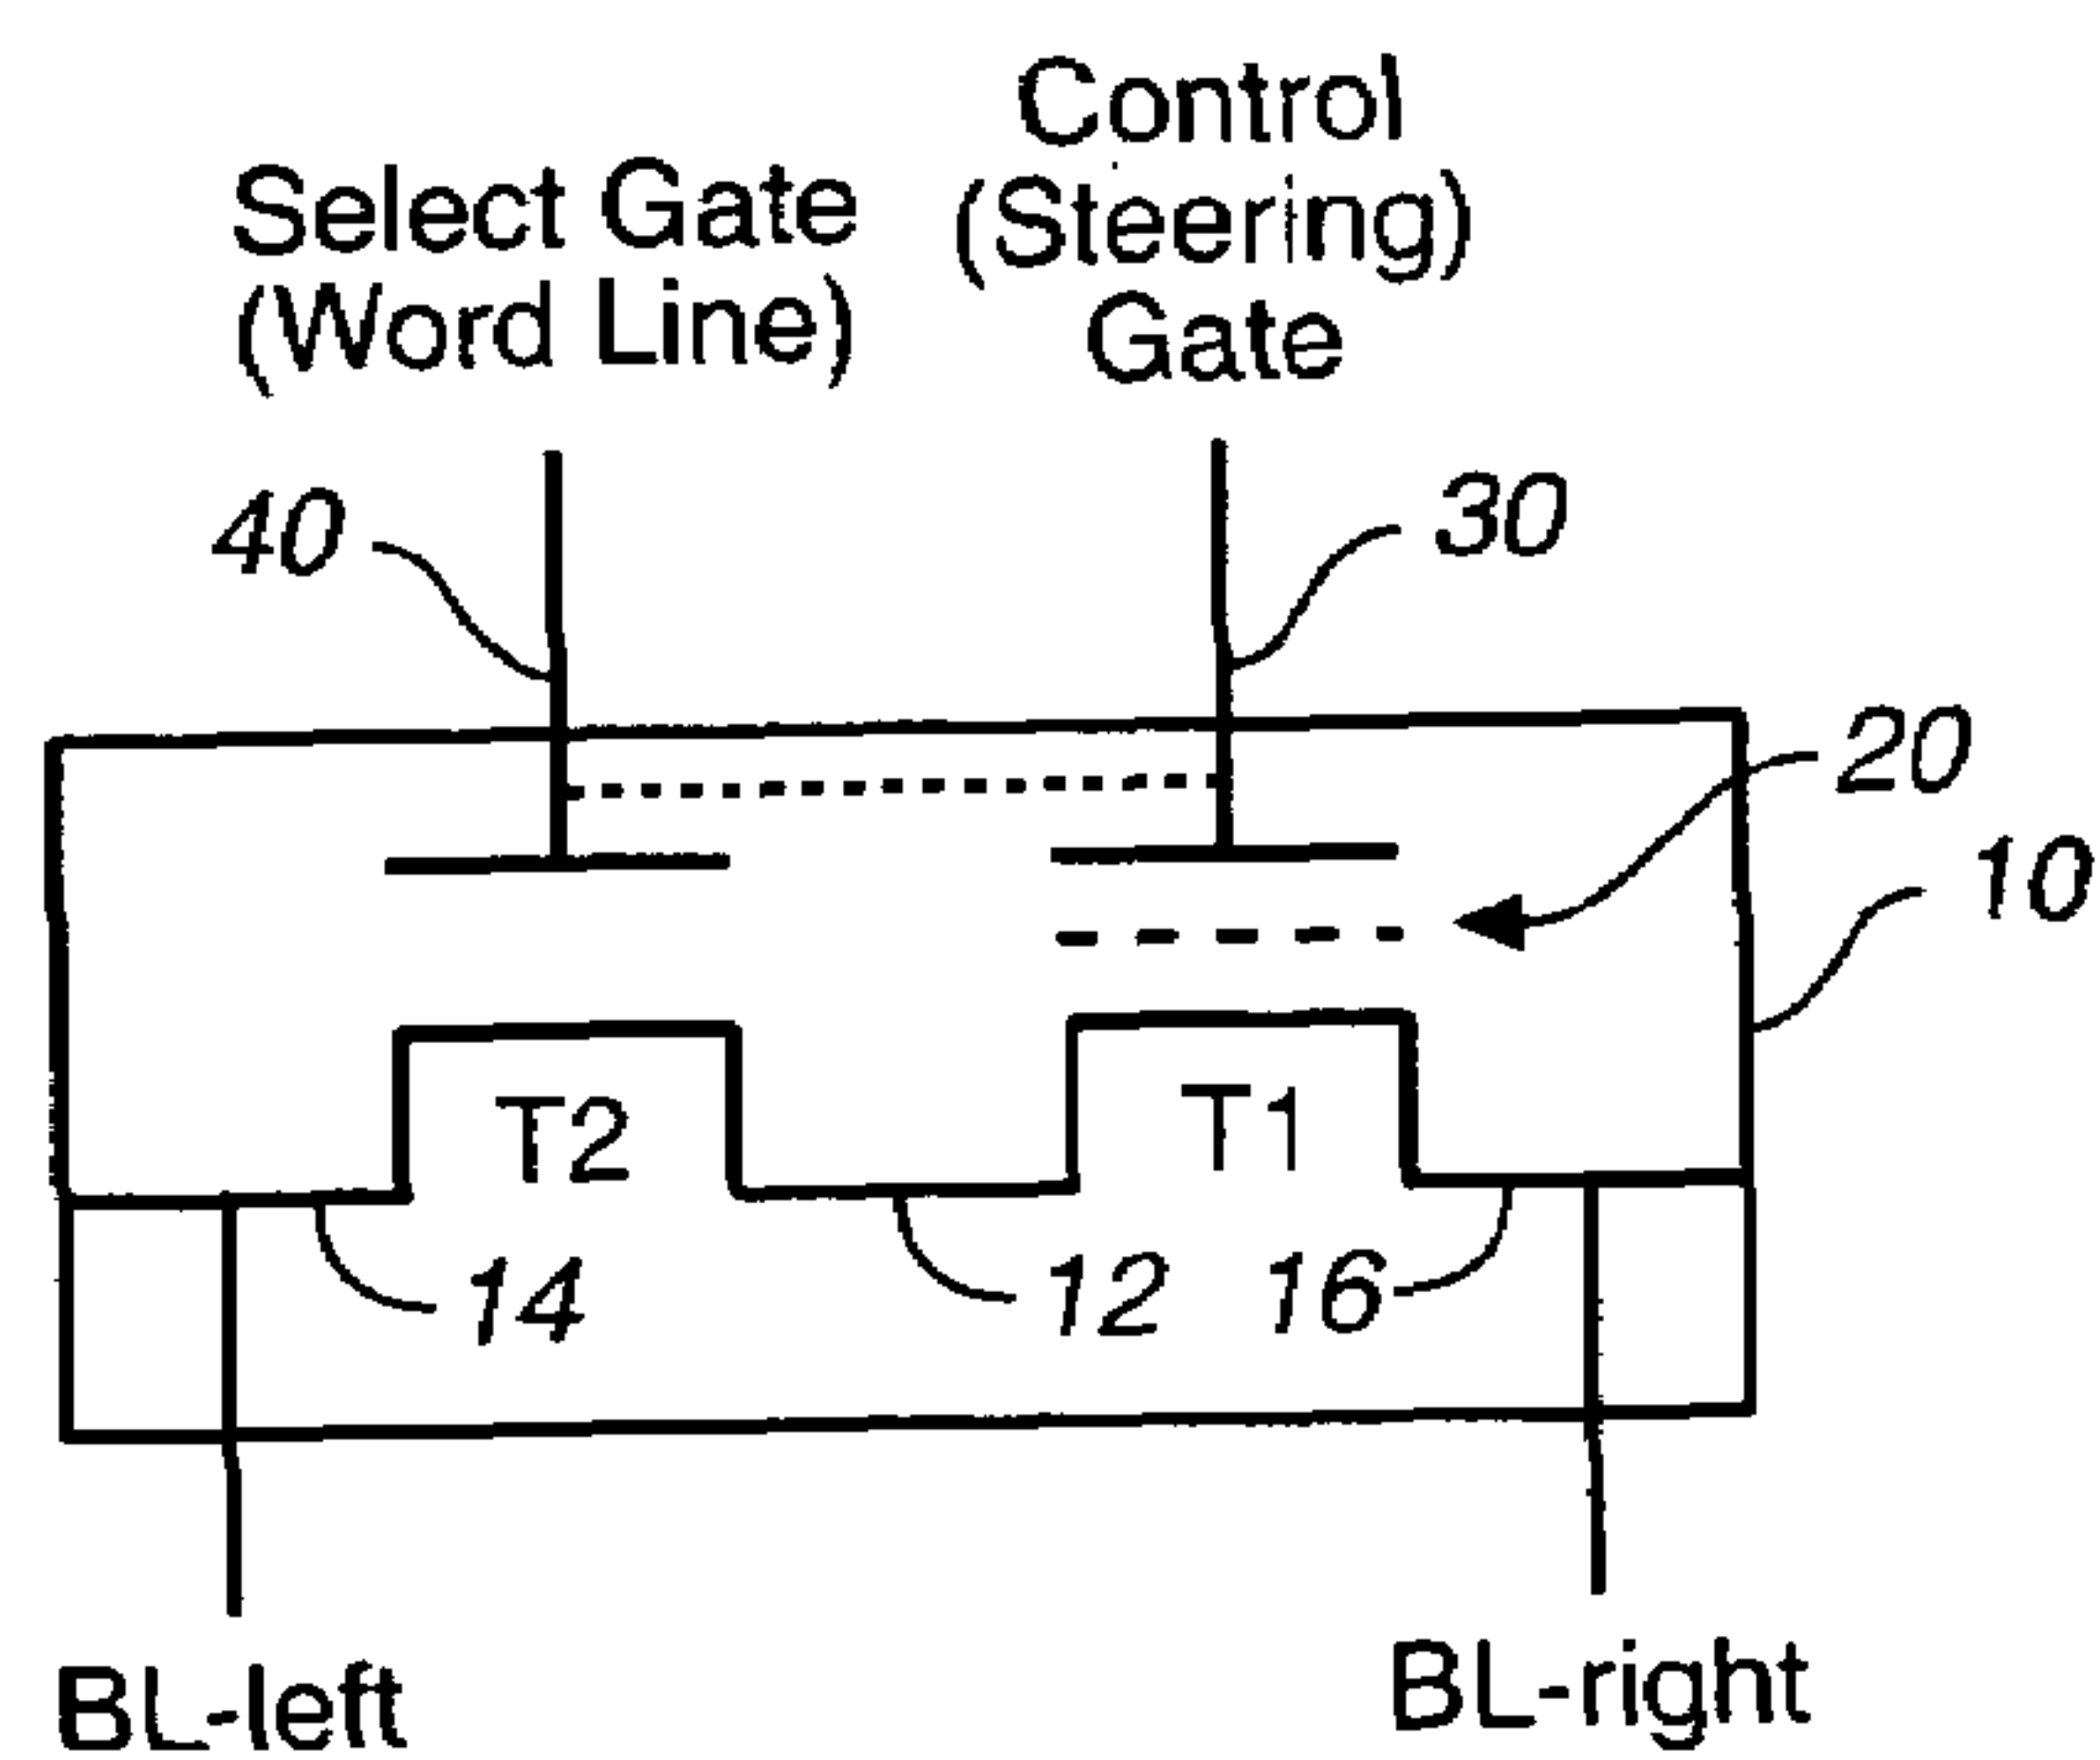 Control
Select Gate (Steering)
(Word Line) Gate
40
30
20
10
T2
T1
14
12
16
BL-left
BL-right